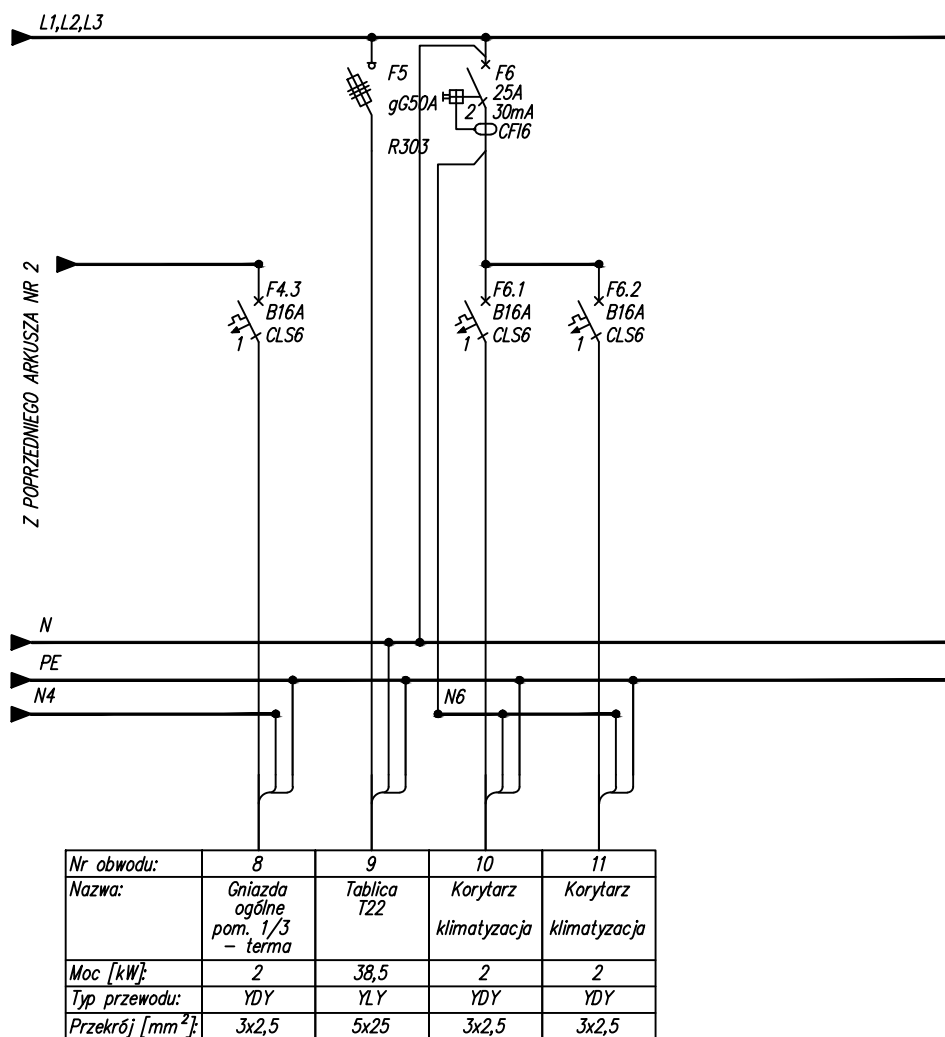 L1,L2,L3
F5
gG50A
R303
F6
25A
2 30mA
CFI6
Z POPRZEDNIEGO ARKUSZA NR 2
F4.3
B16A
1 CLS6
F6.1
B16A
1 CLS6
F6.2
B16A
1 CLS6
N
PE
N4
N6
Nr obwodu: 8 9 10 11
Nazwa:
Gniazda
ogólne
pom. 1/3
– terma
Tablica
T22
Korytarz
klimatyzacja
Korytarz
klimatyzacja
Moc [kW]: 2 38,5 2 2
Typ przewodu: YDY YLY YDY YDY
Przekrój [mm²]: 3x2,5 5x25 3x2,5 3x2,5